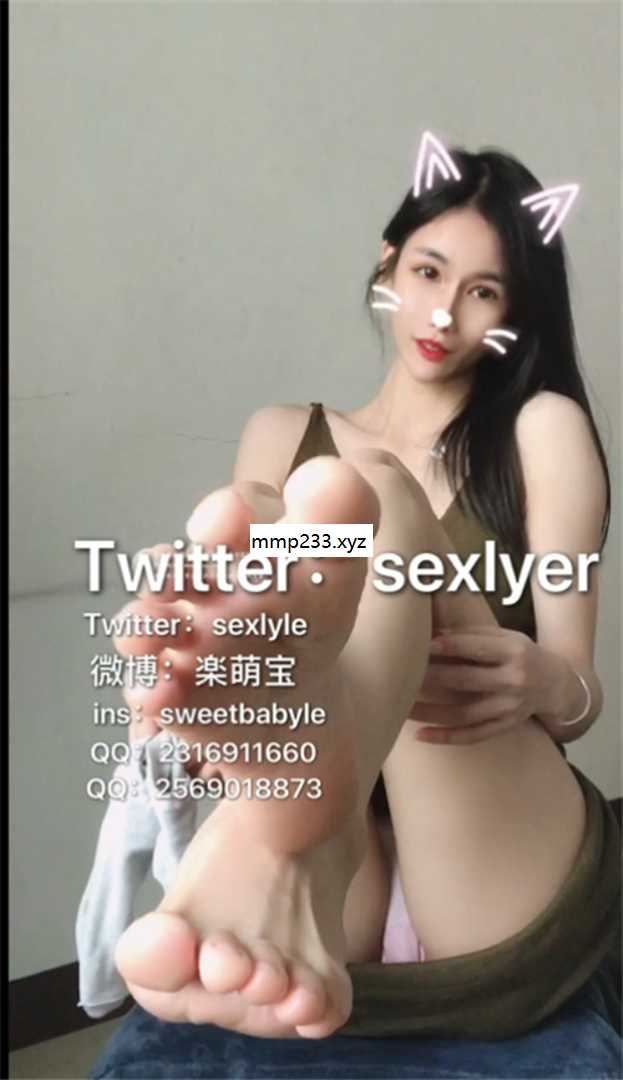 mmp233.xyz
Twitter：sexlyer
Twitter：sexlyle
微博：楽萌宝
ins：sweetbabyle
QQ：2316911660
QQ：2569018873